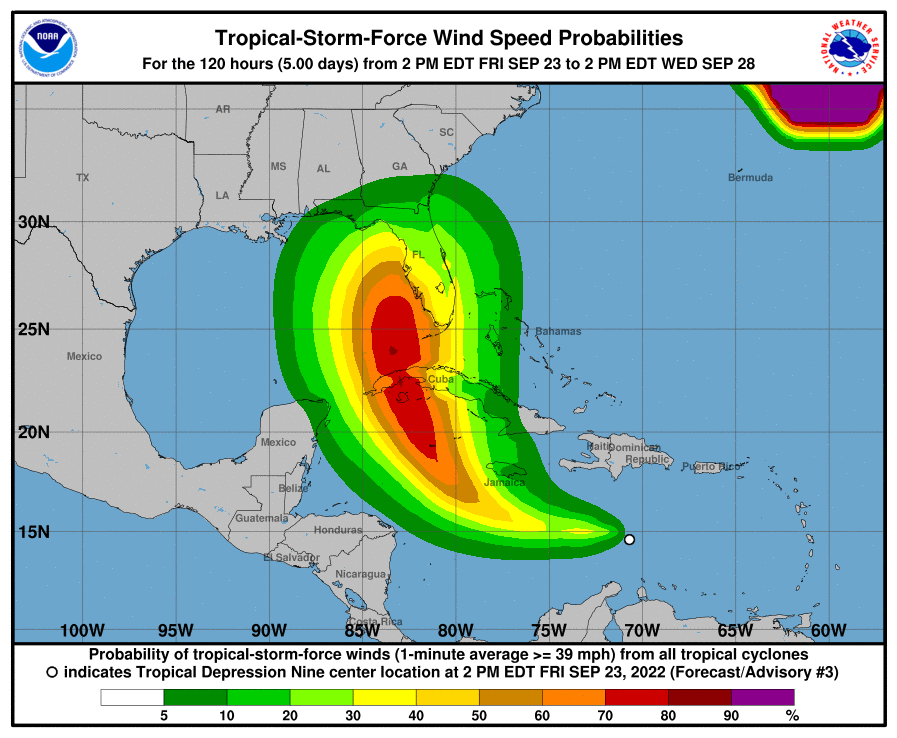 Tropical-Storm-Force Wind Speed Probabilities
For the 120 hours (5.00 days) from 2 PM EDT FRI SEP 23 to 2 PM EDT WED SEP 28
NOAA
NATIONAL WEATHER SERVICE
AR
SC
TX
MS
AL
GA
Bermuda
LA
30N
FL
25N
Bahamas
Mexico
Cuba
20N
Mexico
Haiti
Dominican
Republic
Puerto Rico
Jamaica
Belize
Guatemala
15N
Honduras
El Salvador
Nicaragua
Costa Rica
100W 95W 90W 85W 80W 75W 70W 65W 60W
Probability of tropical-storm-force winds (1-minute average >= 39 mph) from all tropical cyclones
indicates Tropical Depression Nine center location at 2 PM EDT FRI SEP 23, 2022 (Forecast/Advisory #3)
5 10 20 30 40 50 60 70 80 90 %